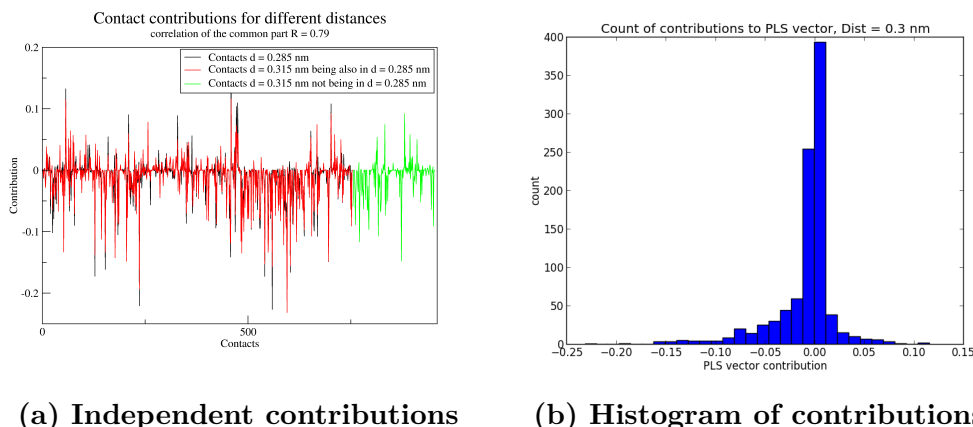 Contact contributions for different distances
correlation of the common part R = 0.79
0.2
0.1
0
-0.1
-0.2
Contribution
Contacts d = 0.285 nm
Contacts d = 0.315 nm being also in d = 0.285 nm
Contacts d = 0.315 nm not being in d = 0.285 nm
0
500
Contacts
(a) Independent contributions
Count of contributions to PLS vector, Dist = 0.3 nm
400
350
300
250
200
150
100
50
0
count
−0.25
−0.20
−0.15
−0.10
−0.05
0.00
0.05
0.10
0.15
PLS vector contribution
(b) Histogram of contributions